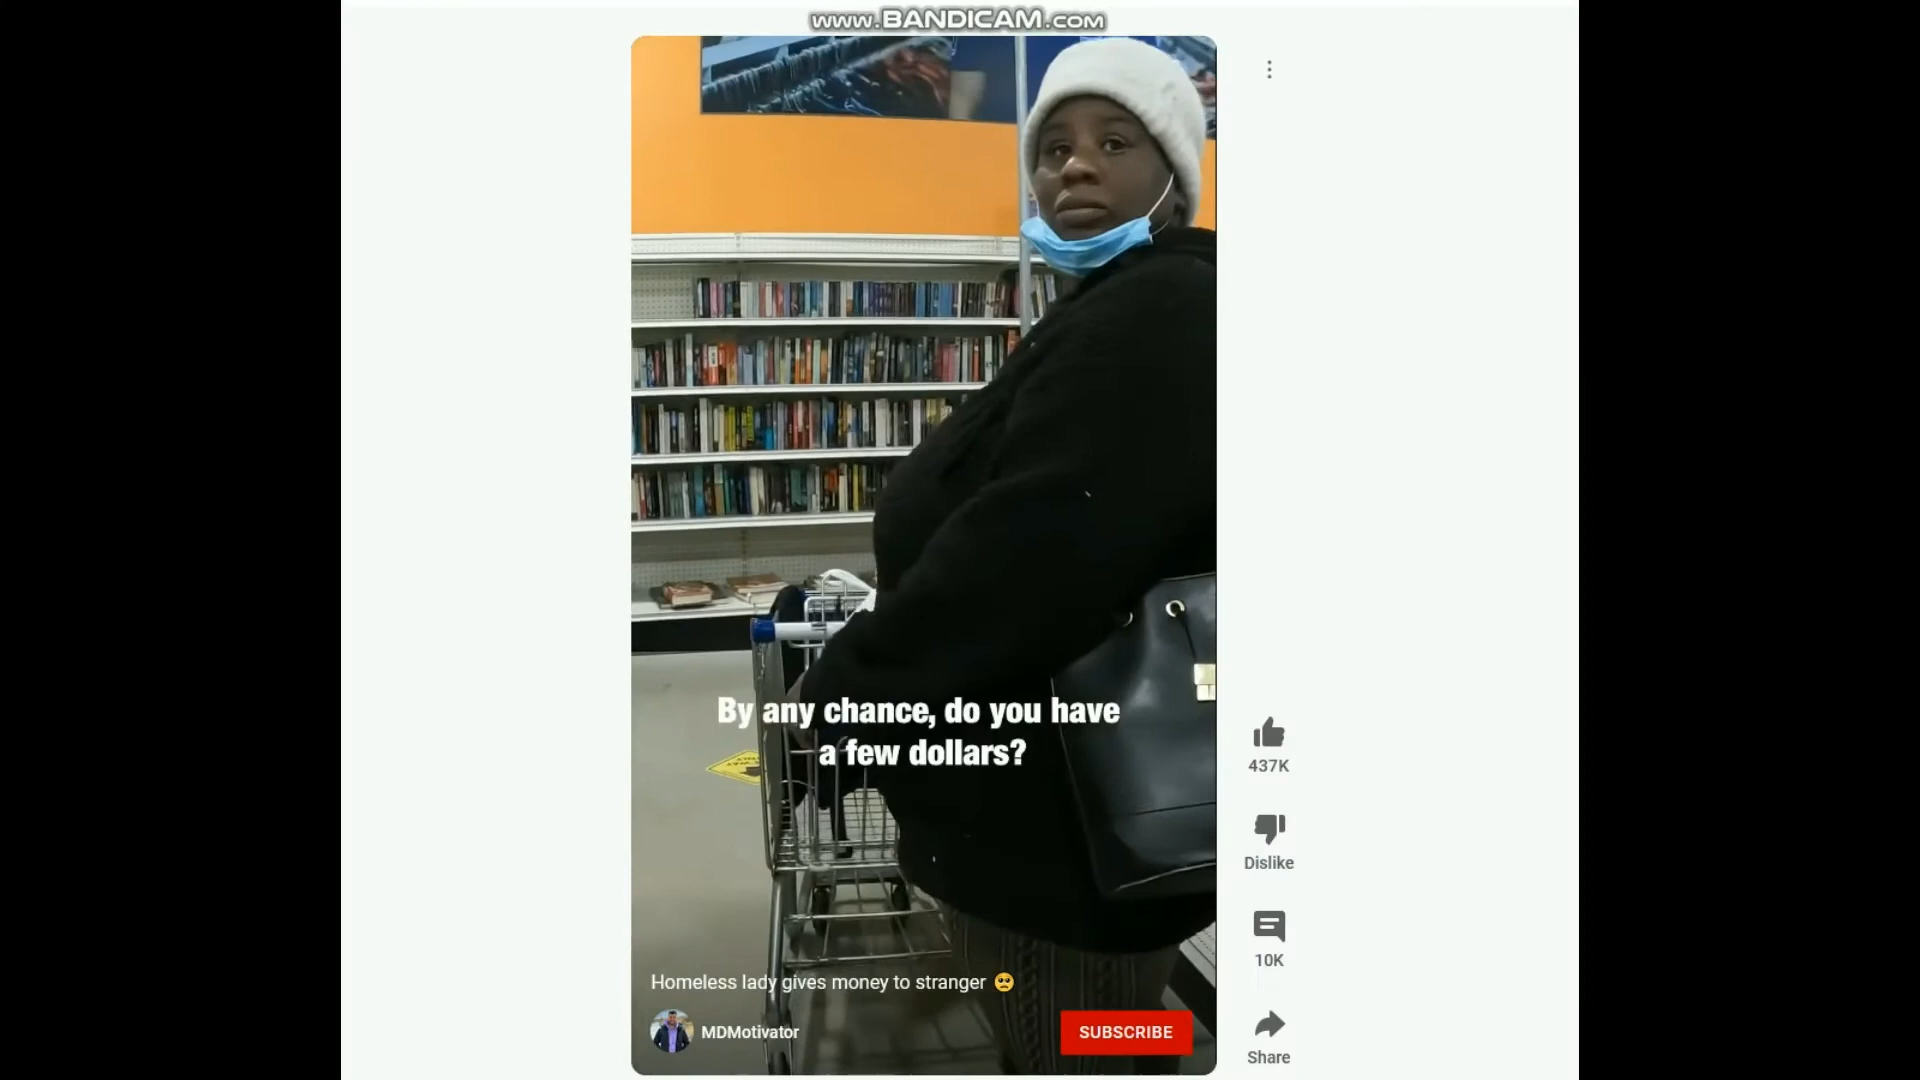 www.BANDICAM.com
By any chance, do you have
a few dollars?
437K
Dislike
10K
Homeless lady gives money to stranger 🥺
MDMotivator
SUBSCRIBE
Share